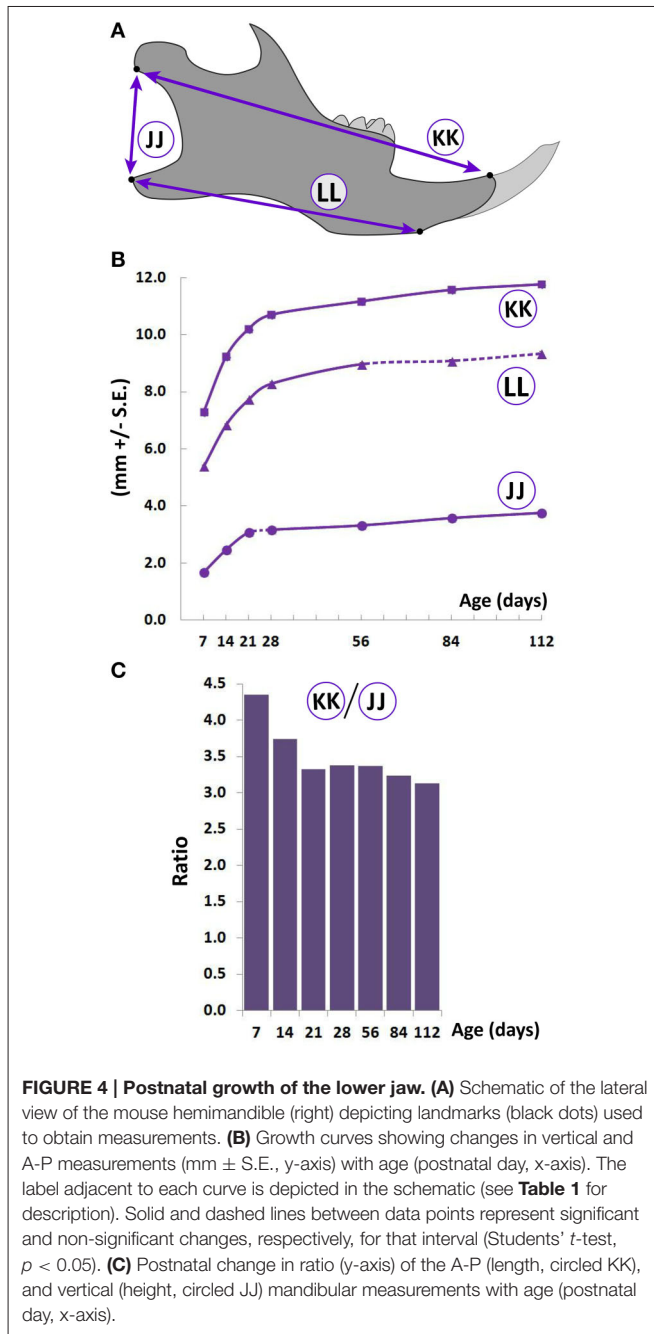 A
JJ
KK
LL
B
12.0
10.0
8.0
6.0
4.0
2.0
0.0
(mm +/- S.E.)
KK
LL
JJ
Age (days)
7 14 21 28 56 84 112
C
4.5
4.0
3.5
3.0
2.5
2.0
1.5
1.0
0.5
0.0
Ratio
KK / JJ
7 14 21 28 56 84 112 Age (days)
FIGURE 4 | Postnatal growth of the lower jaw. (A) Schematic of the lateral
view of the mouse hemimandible (right) depicting landmarks (black dots) used
to obtain measurements. (B) Growth curves showing changes in vertical and
A-P measurements (mm ± S.E., y-axis) with age (postnatal day, x-axis). The
label adjacent to each curve is depicted in the schematic (see Table 1 for
description). Solid and dashed lines between data points represent significant
and non-significant changes, respectively, for that interval (Students' t-test,
p < 0.05). (C) Postnatal change in ratio (y-axis) of the A-P (length, circled KK),
and vertical (height, circled JJ) mandibular measurements with age (postnatal
day, x-axis).